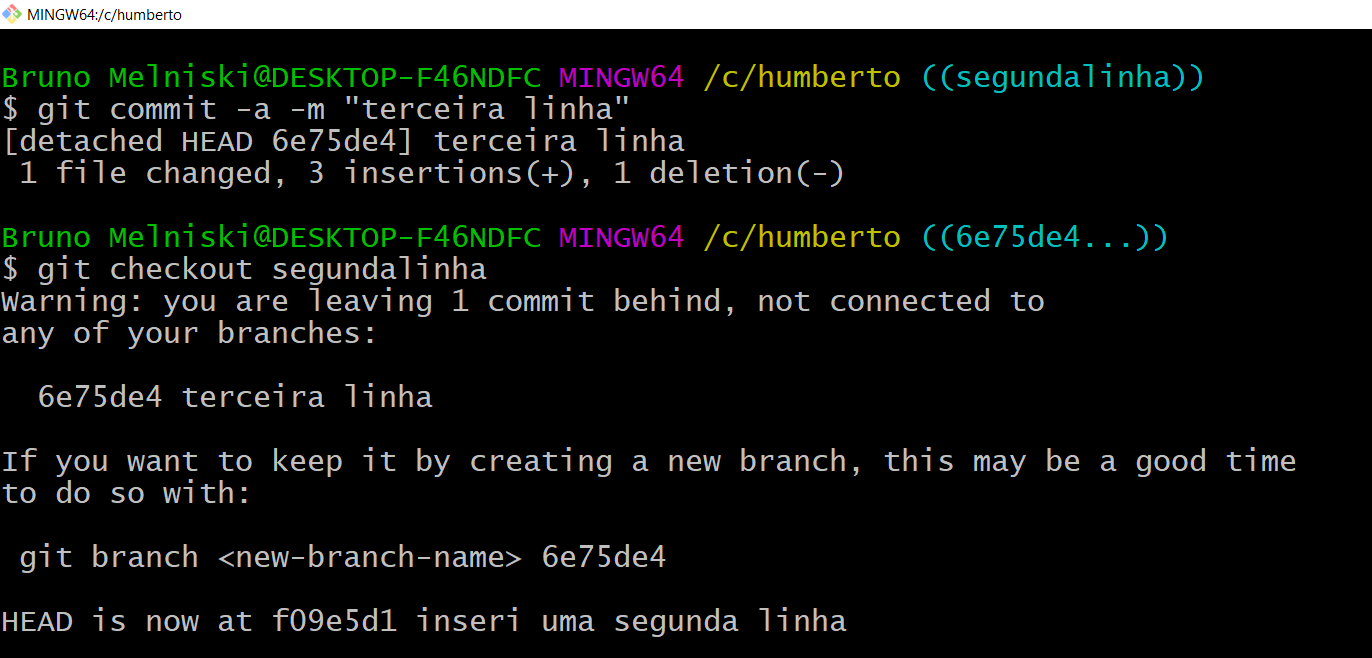 MINGW64:/c/humberto
Bruno Melniski@DESKTOP-F46NDFC MINGW64 /c/humberto ((segundalinha))
$ git commit -a -m "terceira linha"
[detached HEAD 6e75de4] terceira linha
 1 file changed, 3 insertions(+), 1 deletion(-)
Bruno Melniski@DESKTOP-F46NDFC MINGW64 /c/humberto ((6e75de4...))
$ git checkout segundalinha
Warning: you are leaving 1 commit behind, not connected to
any of your branches:
  6e75de4 terceira linha
If you want to keep it by creating a new branch, this may be a good time
to do so with:
 git branch <new-branch-name> 6e75de4
HEAD is now at f09e5d1 inseri uma segunda linha